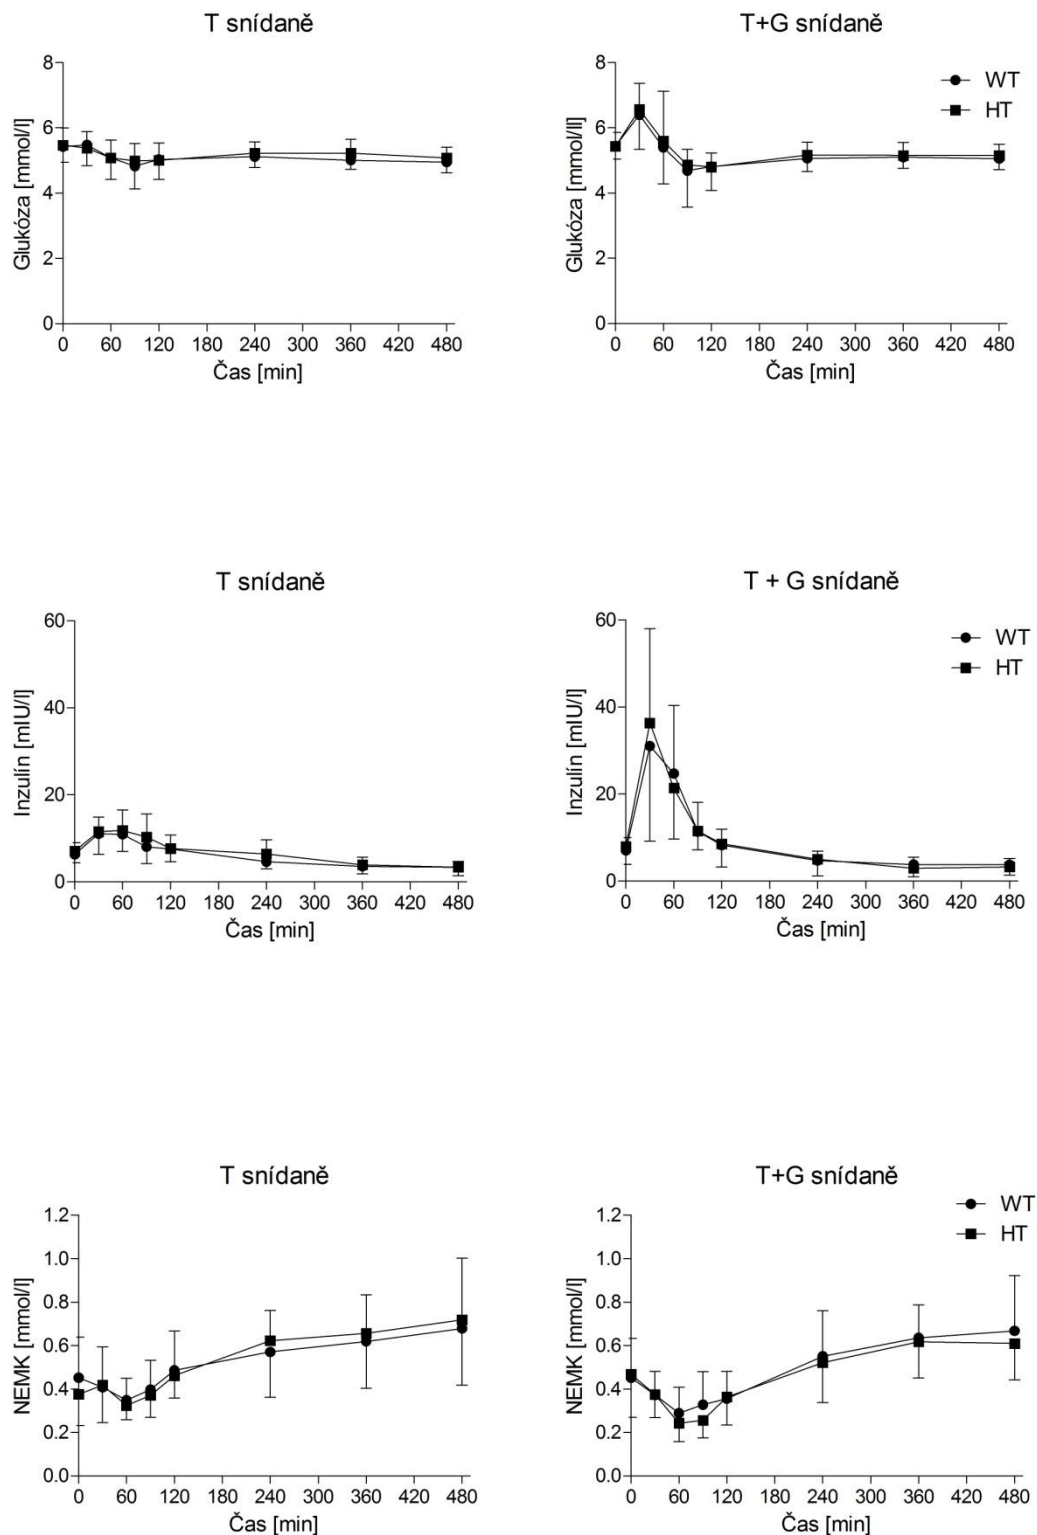 T snídaně
T+G snídaně
8
6
4
2
0
Glukóza [mmol/l]
0 60 120 180 240 300 360 420 480
Čas [min]
8
6
4
2
0
Glukóza [mmol/ll]
0 60 120 180 240 300 360 420 480
Čas [min]
WT
HT
T snídaně
T + G snídaně
60
40
20
0
Inzulín [mIU/l]
0 60 120 180 240 300 360 420 480
Čas [min]
60
40
20
0
Inzulín [mIU/l]
0 60 120 180 240 300 360 420 480
Čas [min]
WT
HT
T snídaně
T+G snídaně
1.2
1.0
0.8
0.6
0.4
0.2
0.0
NEMK [mmol/l]
0 60 120 180 240 300 360 420 480
Čas [min]
1.2
1.0
0.8
0.6
0.4
0.2
0.0
NEMK [mmol/l]
0 60 120 180 240 300 360 420 480
Čas [min]
WT
HT